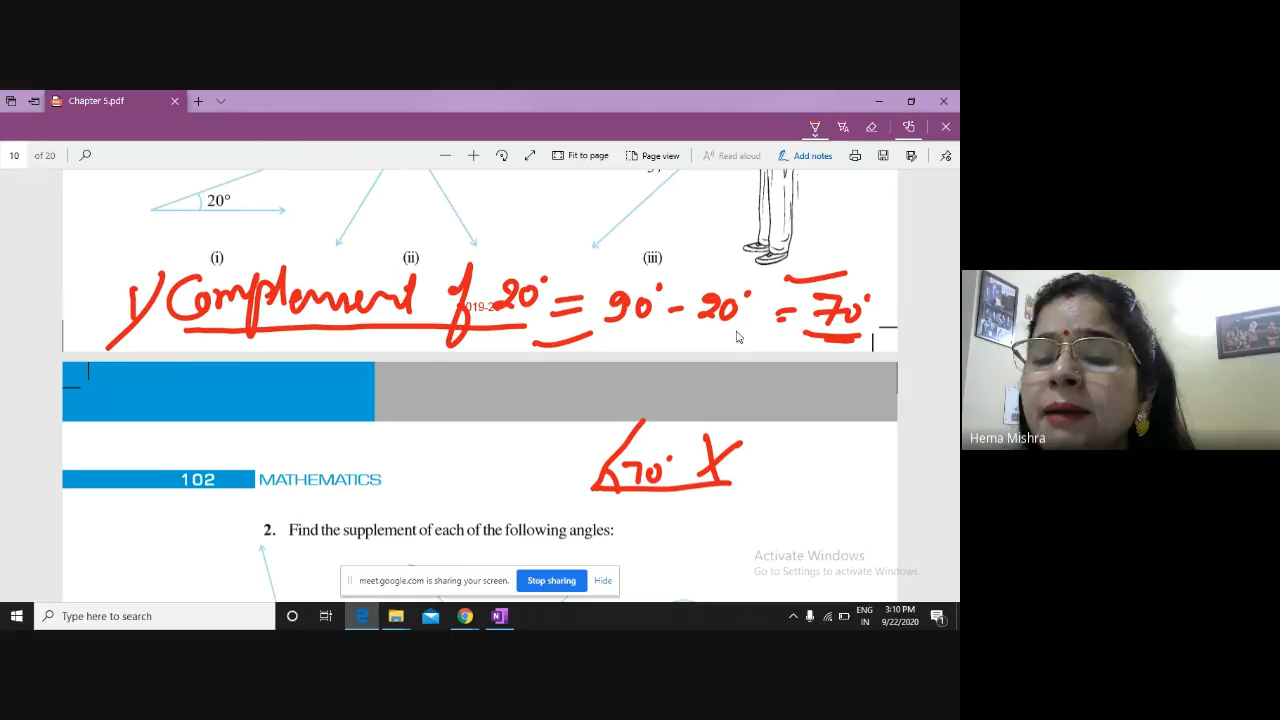 Chapter 5.pdf
10 of 20
Fit to page
Page view
Read aloud
Add notes
20°
(i) (ii) (iii)
1) Complement of 20° = 90° - 20° = 70°
70° X
102 MATHEMATICS
2. Find the supplement of each of the following angles:
Hema Mishra
Activate Windows
Go to Settings to activate Windows.
meet.google.com is sharing your screen. Stop sharing Hide
Type here to search
ENG
IN
3:10 PM
9/22/2020